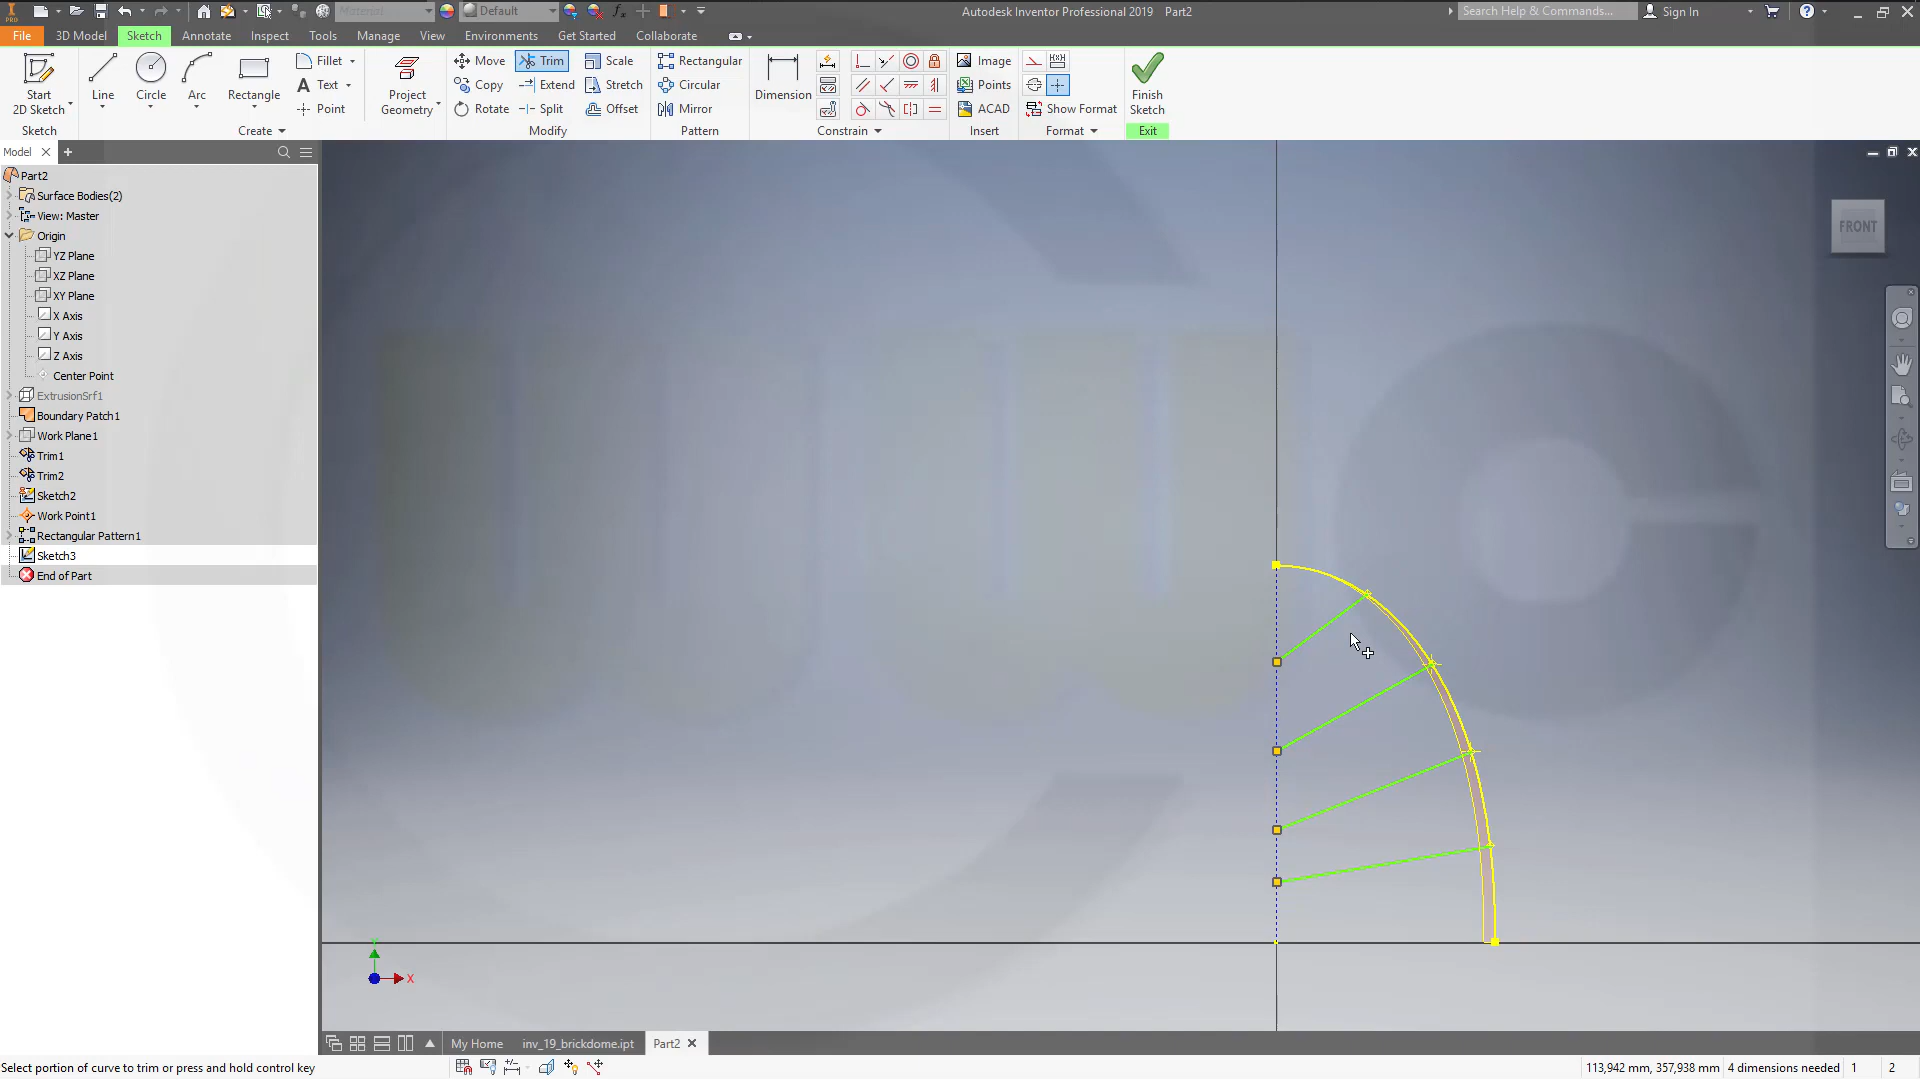 Material
Default
Autodesk Inventor Professional 2019 Part2
Search Help & Commands...
Sign In
PRO
File 3D Model Sketch Annotate Inspect Tools Manage View Environments Get Started Collaborate
Start
2D Sketch
Line
Circle
Arc
Rectangle
Fillet
Text
Point
Project
Geometry
Move
Copy
Rotate
Trim
Extend
Split
Scale
Stretch
Offset
Rectangular
Circular
Mirror
Dimension
Image
Points
ACAD
Show Format
Finish
Sketch
Sketch Create Modify Pattern Constrain Insert Format Exit
Model
Part2
Surface Bodies(2)
View: Master
Origin
YZ Plane
XZ Plane
XY Plane
X Axis
Y Axis
Z Axis
Center Point
ExtrusionSrf1
Boundary Patch1
Work Plane1
Trim1
Trim2
Sketch2
Work Point1
Rectangular Pattern1
Sketch3
End of Part
FRONT
X
My Home inv_19_brickdome.ipt Part2
Select portion of curve to trim or press and hold control key
113,942 mm, 357,938 mm 4 dimensions needed 1 2